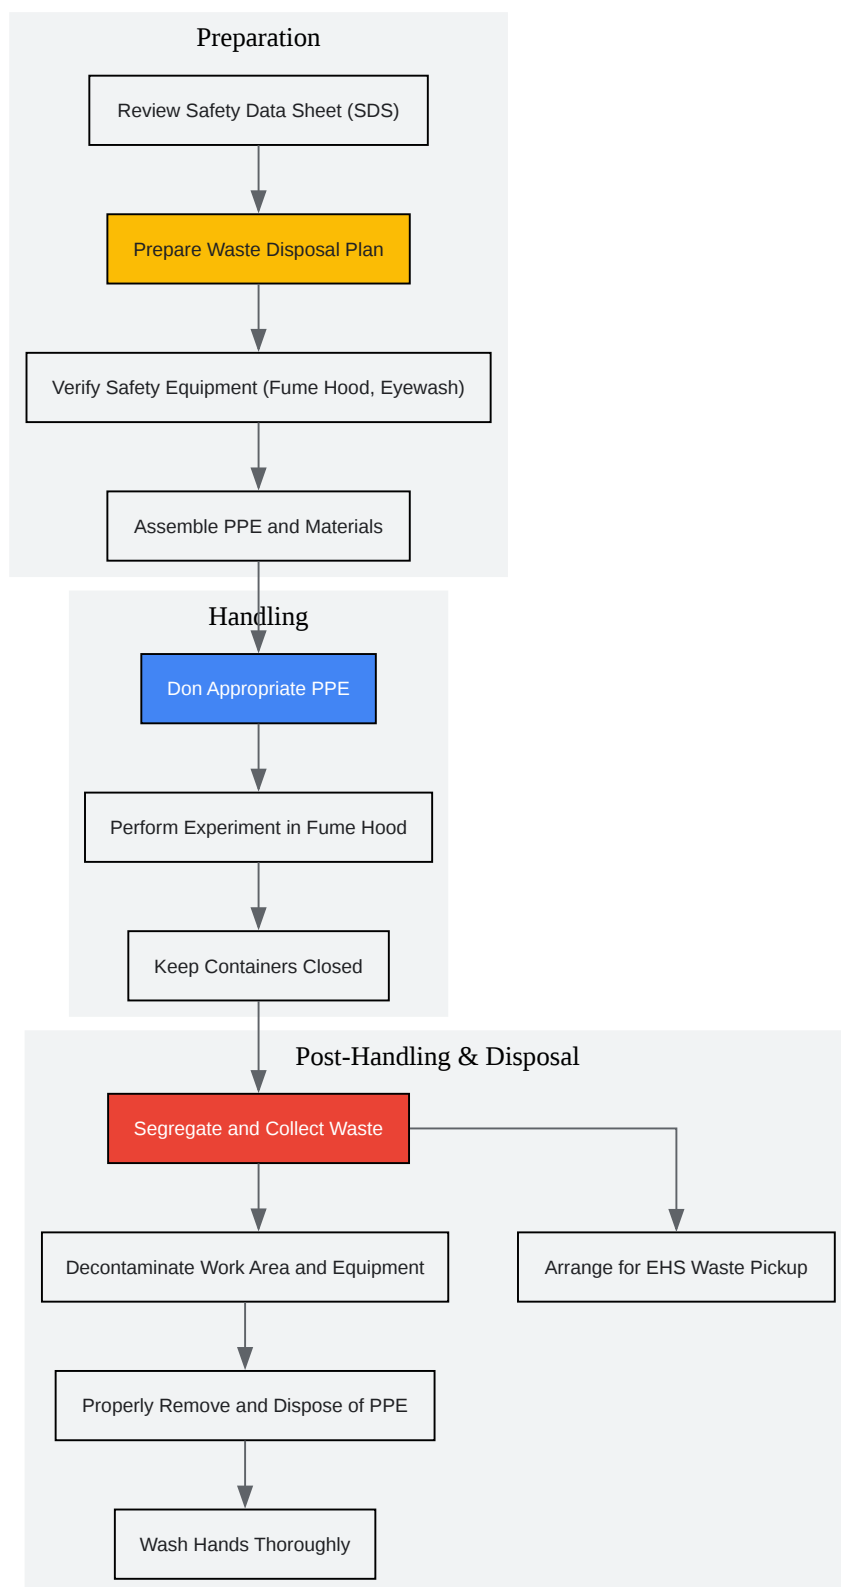 Preparation
Review Safety Data Sheet (SDS)
Prepare Waste Disposal Plan
Verify Safety Equipment (Fume Hood, Eyewash)
Assemble PPE and Materials
Handling
Don Appropriate PPE
Perform Experiment in Fume Hood
Keep Containers Closed
Post-Handling & Disposal
Segregate and Collect Waste
Decontaminate Work Area and Equipment
Arrange for EHS Waste Pickup
Properly Remove and Dispose of PPE
Wash Hands Thoroughly